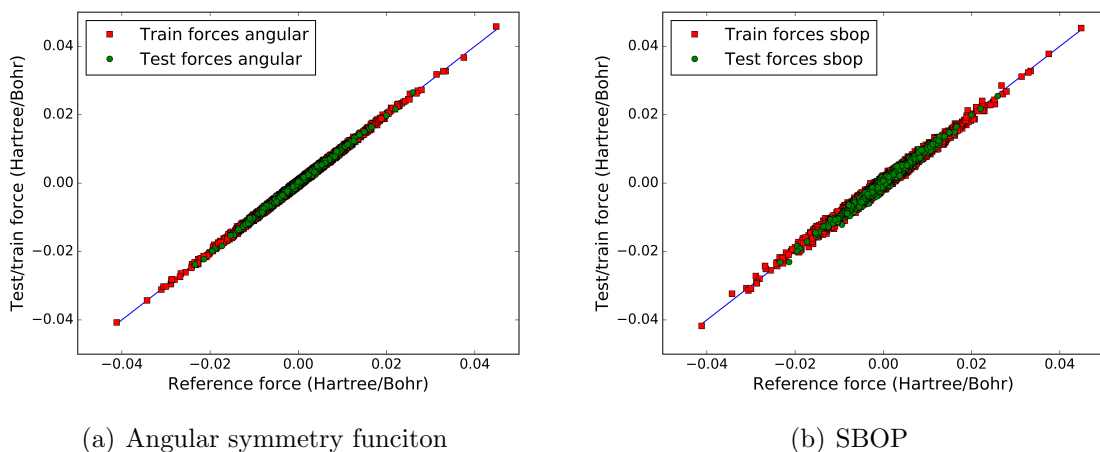 Test/train force (Hartree/Bohr)
0.04
0.02
0.00
−0.02
−0.04
Train forces angular
Test forces angular
−0.04 −0.02 0.00 0.02 0.04
Reference force (Hartree/Bohr)
(a) Angular symmetry funciton
Test/train force (Hartree/Bohr)
0.04
0.02
0.00
−0.02
−0.04
Train forces sbop
Test forces sbop
−0.04 −0.02 0.00 0.02 0.04
Reference force (Hartree/Bohr)
(b) SBOP